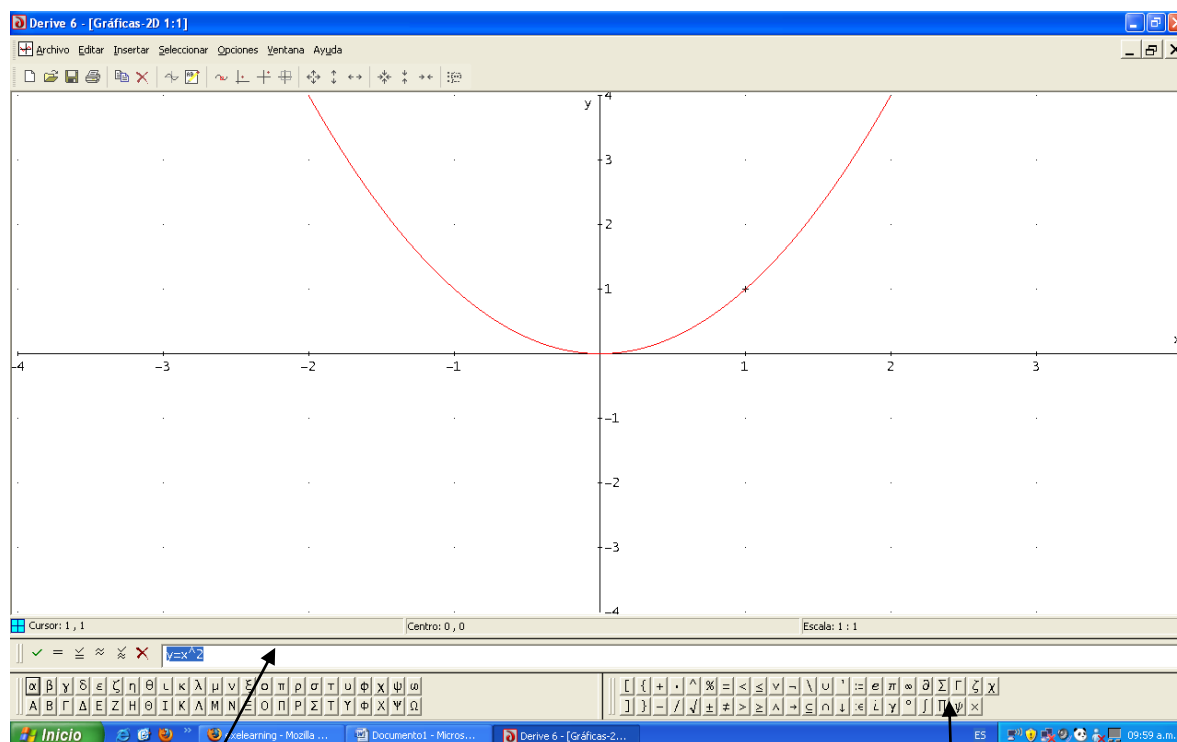 Derive 6 - [Gráficas-2D 1:1]
Archivo Editar Insertar Seleccionar Opciones Ventana Ayuda
y 4
3
2
1
x
-4 -3 -2 -1 1 2 3
-1
-2
-3
-4
Cursor: 1 , 1 Centro: 0 , 0 Escala: 1 : 1
= ≈ y=x^2
α β γ δ ε ζ η θ ι κ λ μ ν ξ ο π ρ σ τ υ φ χ ψ ω [ { + · ^ % = < ≤ ∨ ¬ \ ∪ ' := e π ∞ ∂ Σ Γ ζ χ
Α Β Γ Δ Ε Ζ Η Θ Ι Κ Λ Μ Ν Ξ Ο Π Ρ Σ Τ Υ Φ Χ Ψ Ω ] } - / √ ± ≠ > ≥ ∧ → ⊆ ∩ ↓ :∈ i γ ° ∫ Π ψ ×
Inicio » exelearning - Mozilla ... Documento1 - Micros... Derive 6 - [Gráficas-2... ES 09:59 a.m.